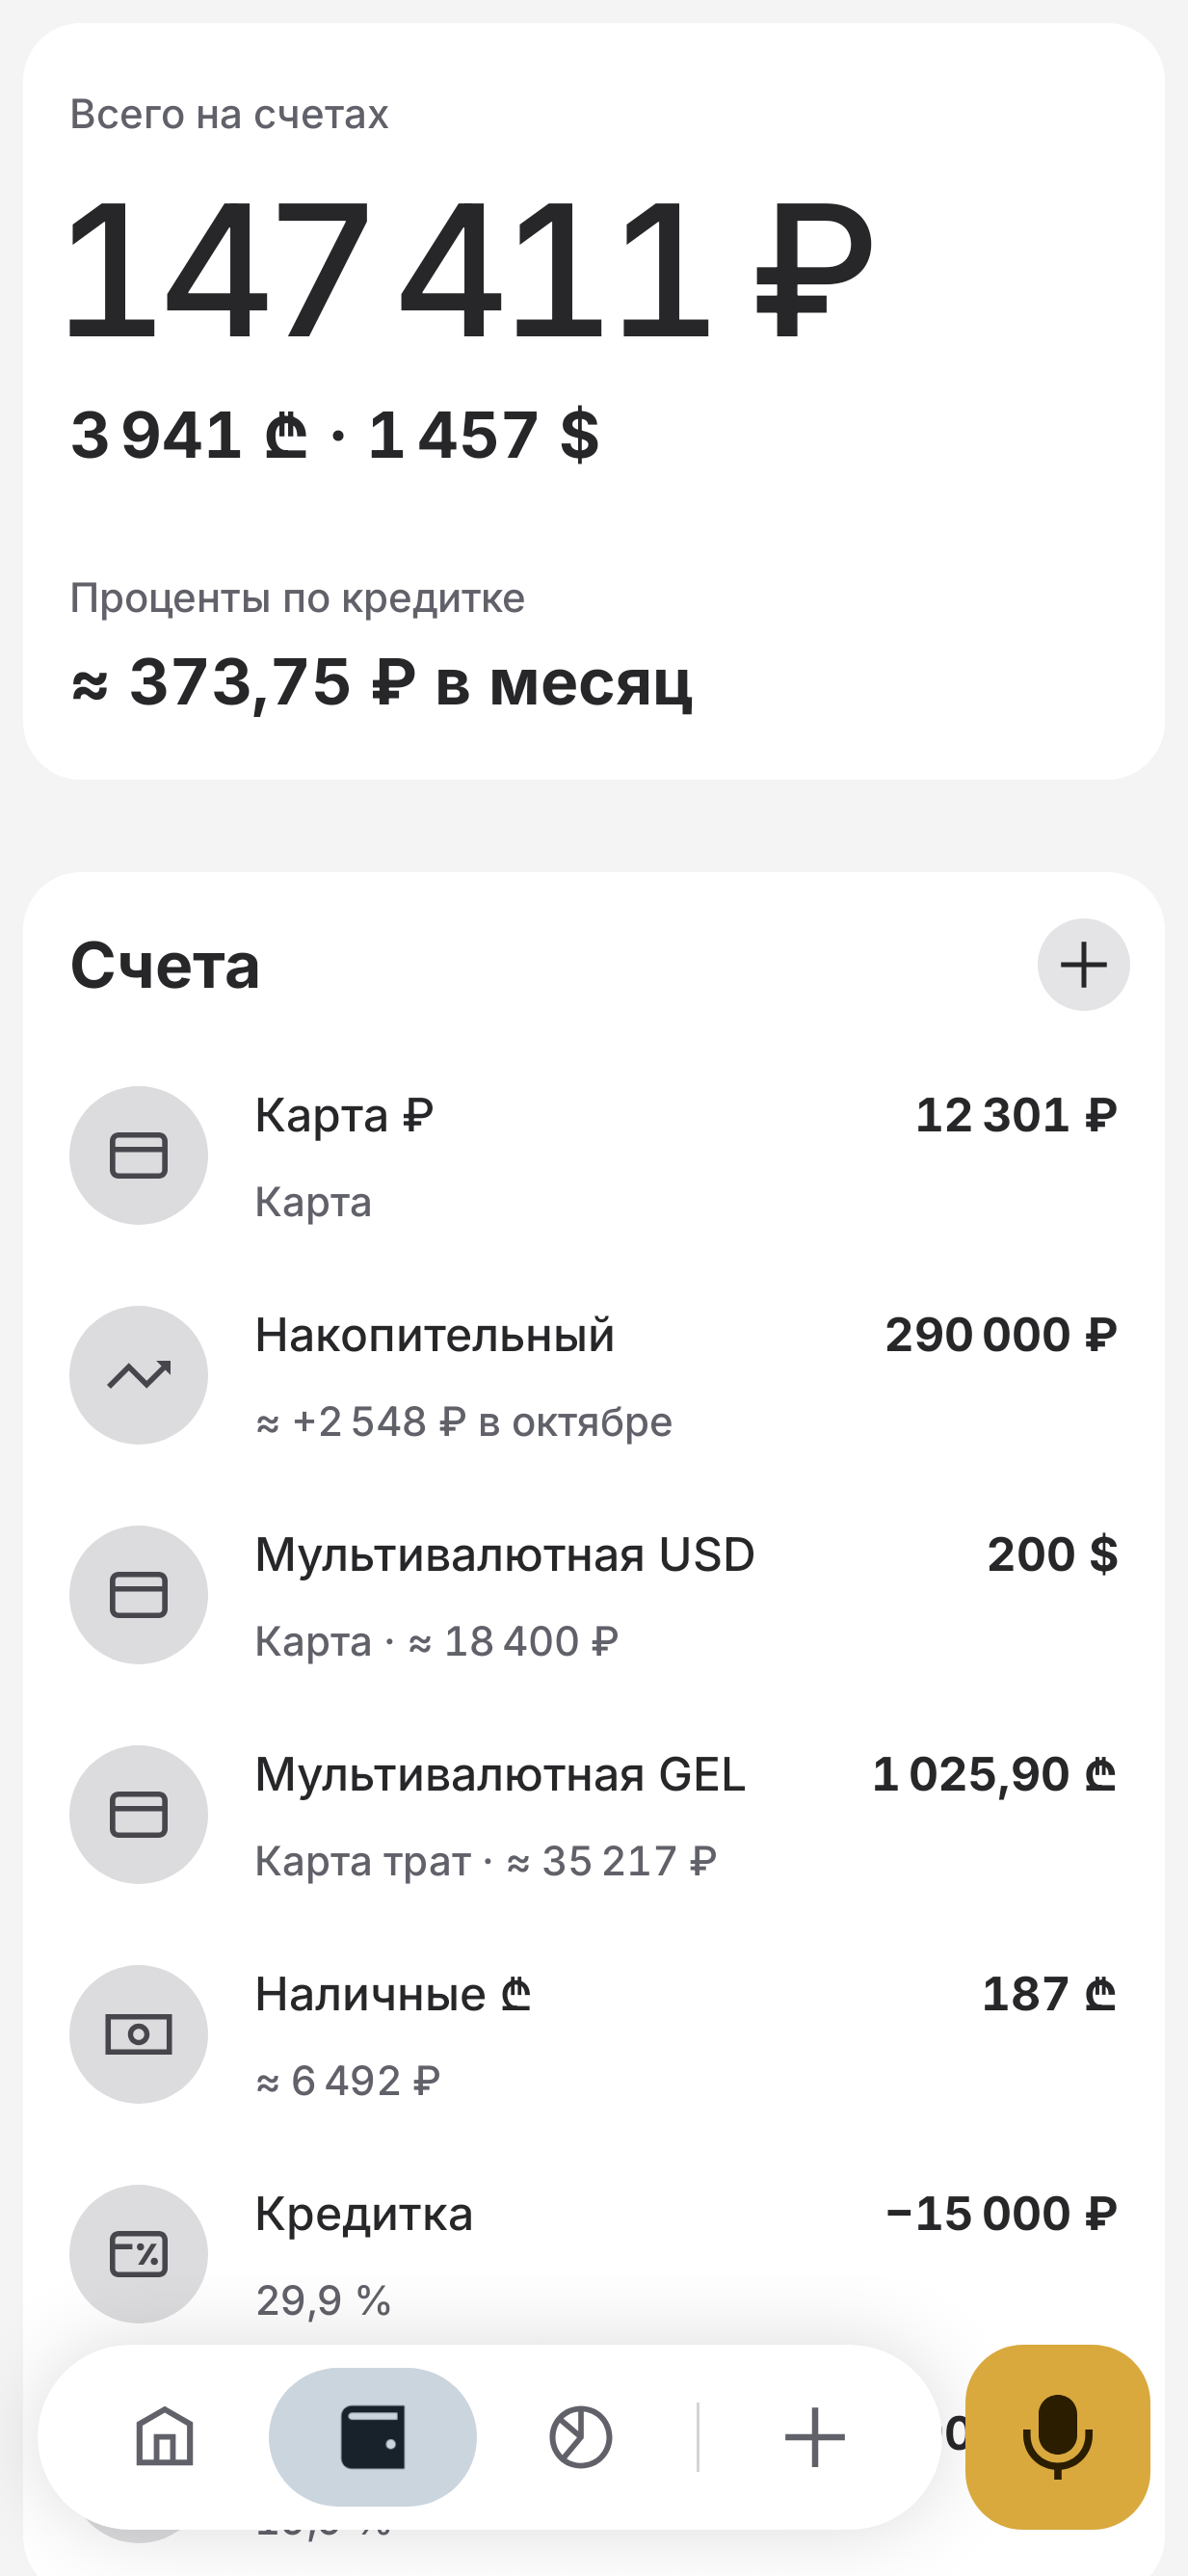 Всего на счетах
147 411 ₽
3 941 ₾ · 1 457 $
Проценты по кредитке
≈ 373,75 ₽ в месяц
Счета
Карта ₽
12 301 ₽
Карта
Накопительный
290 000 ₽
≈ +2 548 ₽ в октябре
Мультивалютная USD
200 $
Карта · ≈ 18 400 ₽
Мультивалютная GEL
1 025,90 ₾
Карта трат · ≈ 35 217 ₽
Наличные ₾
187 ₾
≈ 6 492 ₽
Кредитка
−15 000 ₽
29,9 %